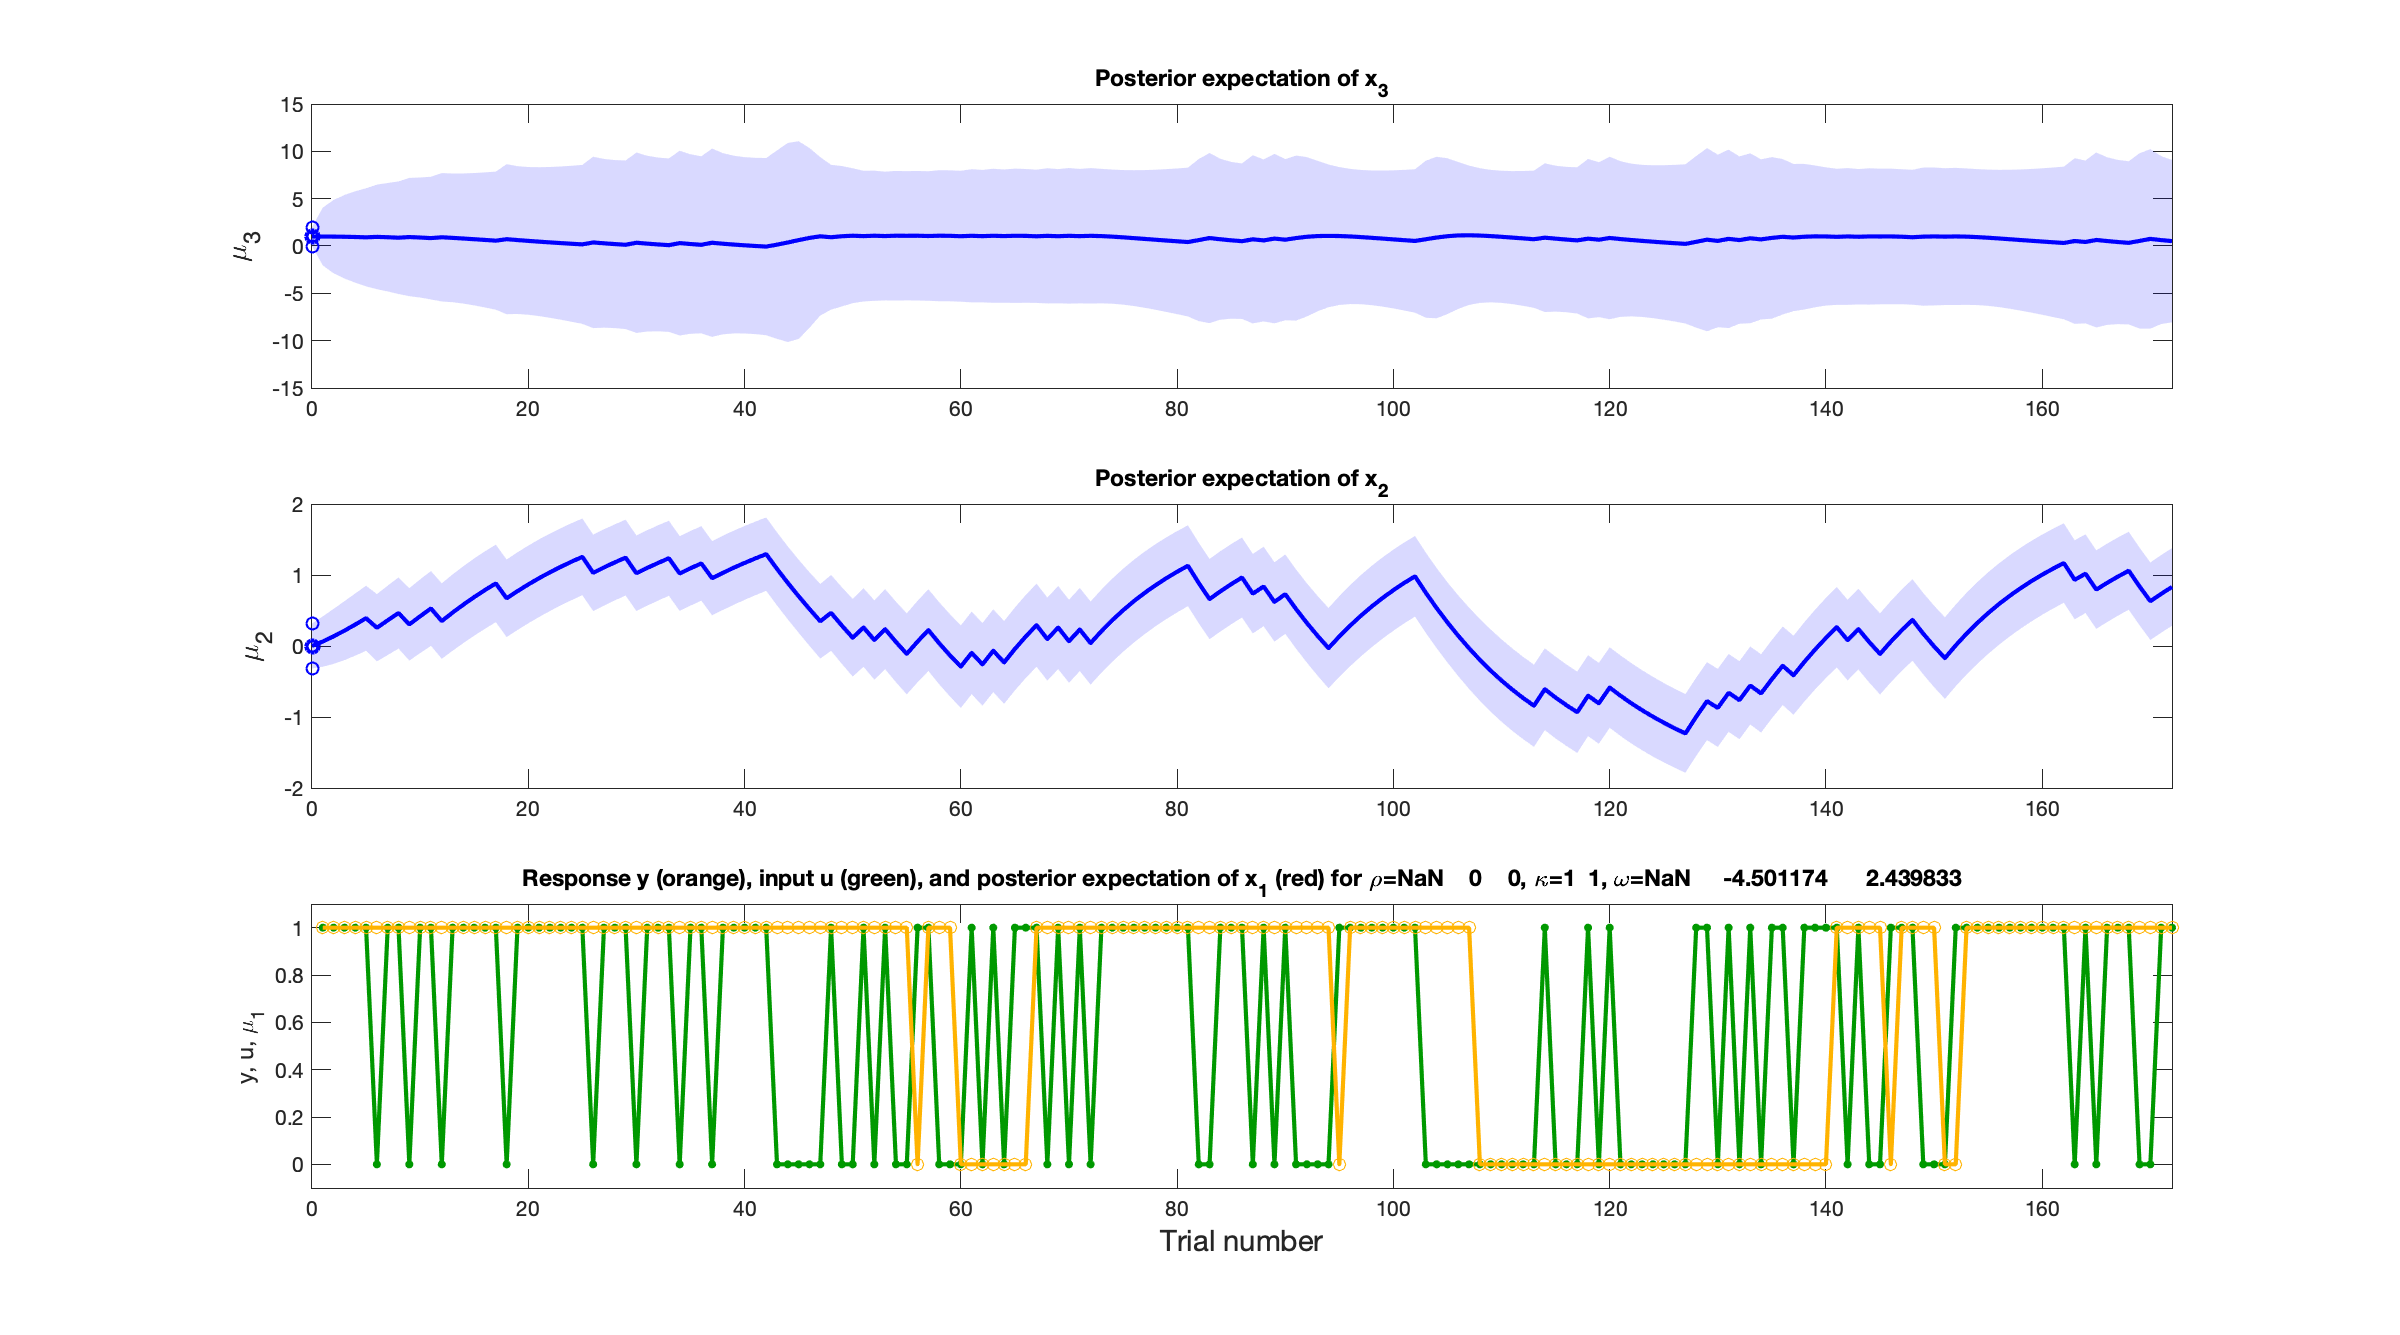 Posterior expectation of x3
15
10
5
0
-5
-10
-15
μ3
0 20 40 60 80 100 120 140 160
Posterior expectation of x2
2
1
0
-1
-2
μ2
0 20 40 60 80 100 120 140 160
Response y (orange), input u (green), and posterior expectation of x1 (red) for ρ=NaN 0 0, κ=1 1, ω=NaN -4.501174 2.439833
1
0.8
0.6
0.4
0.2
0
y, u, μ1
0 20 40 60 80 100 120 140 160
Trial number